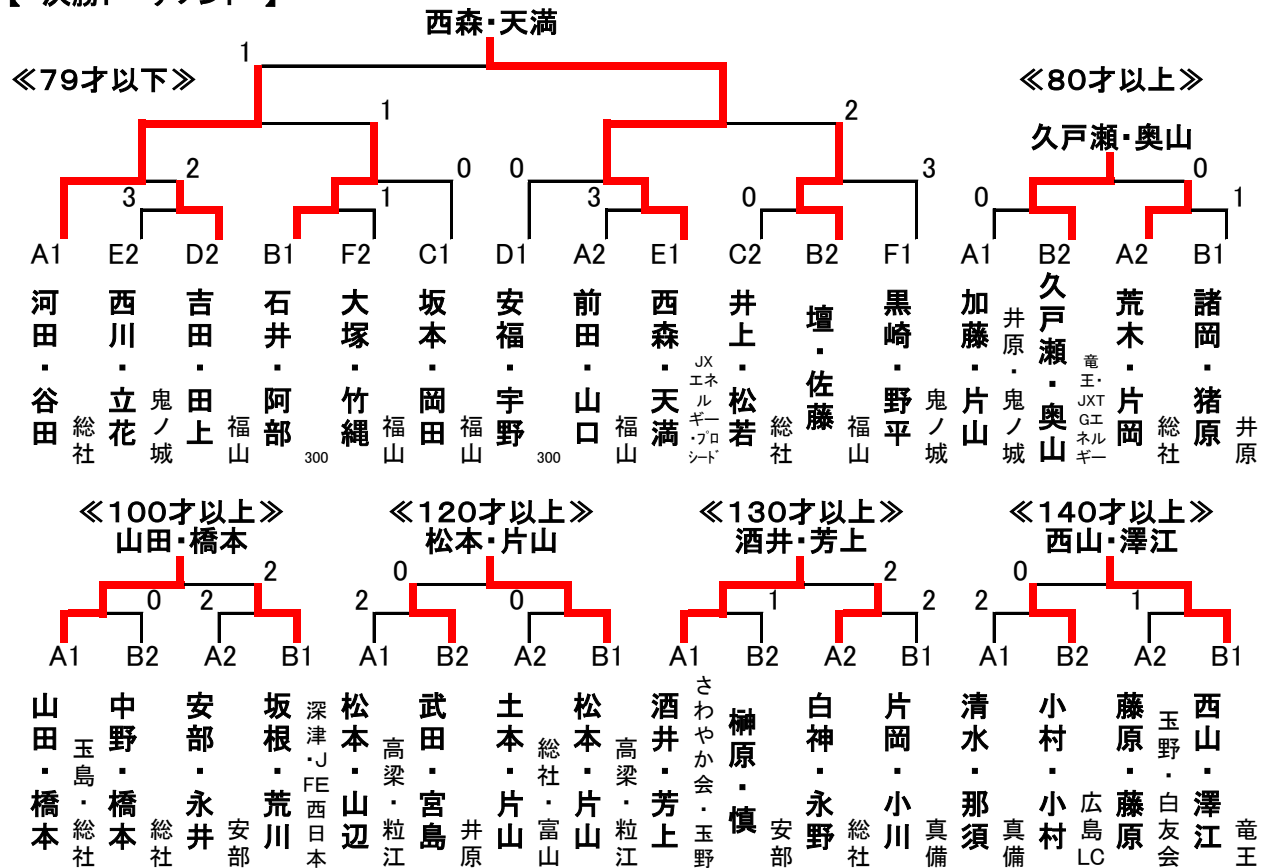 【 決勝トーナメント 】
西森・天満
≪79才以下≫
≪80才以上≫
久戸瀬・奥山
1
1
2
2
3
0
0
3
0
3
1
0
0
1
A1 E2 D2 B1 F2 C1 D1 A2 E1 C2 B2 F1 A1 B2 A2 B1
河田・谷田
総社
西川・立花
鬼ノ城
吉田・田上
福山
石井・阿部
300
大塚・竹縄
福山
坂本・岡田
福山
安福・宇野
300
前田・山口
福山
西森・天満
JXエネルギー・プロシード
井上・松若
総社
壇・佐藤
福山
黒崎・野平
鬼ノ城
加藤・片山
井原・鬼ノ城
久戸瀬・奥山
竜王・JXTGエネルギー
荒木・片岡
総社
諸岡・猪原
井原
≪100才以上≫
山田・橋本
2
0
2
A1 B2 A2 B1
山田・橋本
玉島・総社
中野・橋本
総社
安部・永井
安部
坂根・荒川
深津・JFE西日本
≪120才以上≫
松本・片山
0
2
0
A1 B2 A2 B1
松本・山辺
高梁・粒江
武田・宮島
井原
土本・片山
総社・富山
松本・片山
高梁・粒江
≪130才以上≫
酒井・芳上
2
1
2
A1 B2 A2 B1
酒井・芳上
さわやか会・玉野
榊原・慎
安部
白神・永野
総社
片岡・小川
真備
≪140才以上≫
西山・澤江
0
2
1
A1 B2 A2 B1
清水・那須
真備
小村・小村
広島LC
藤原・藤原
玉野・白友会
西山・澤江
竜王